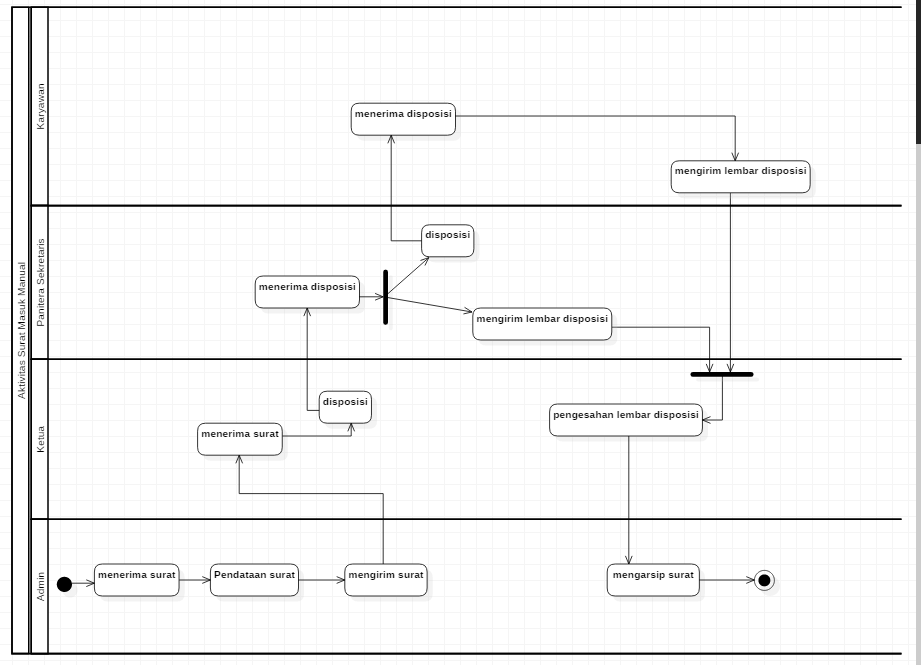 Aktivitas Surat Masuk Manual
Karyawan
menerima disposisi
mengirim lembar disposisi
Panitera Sekretaris
disposisi
menerima disposisi
mengirim lembar disposisi
Ketua
disposisi
menerima surat
pengesahan lembar disposisi
Admin
menerima surat
Pendataan surat
mengirim surat
mengarsip surat